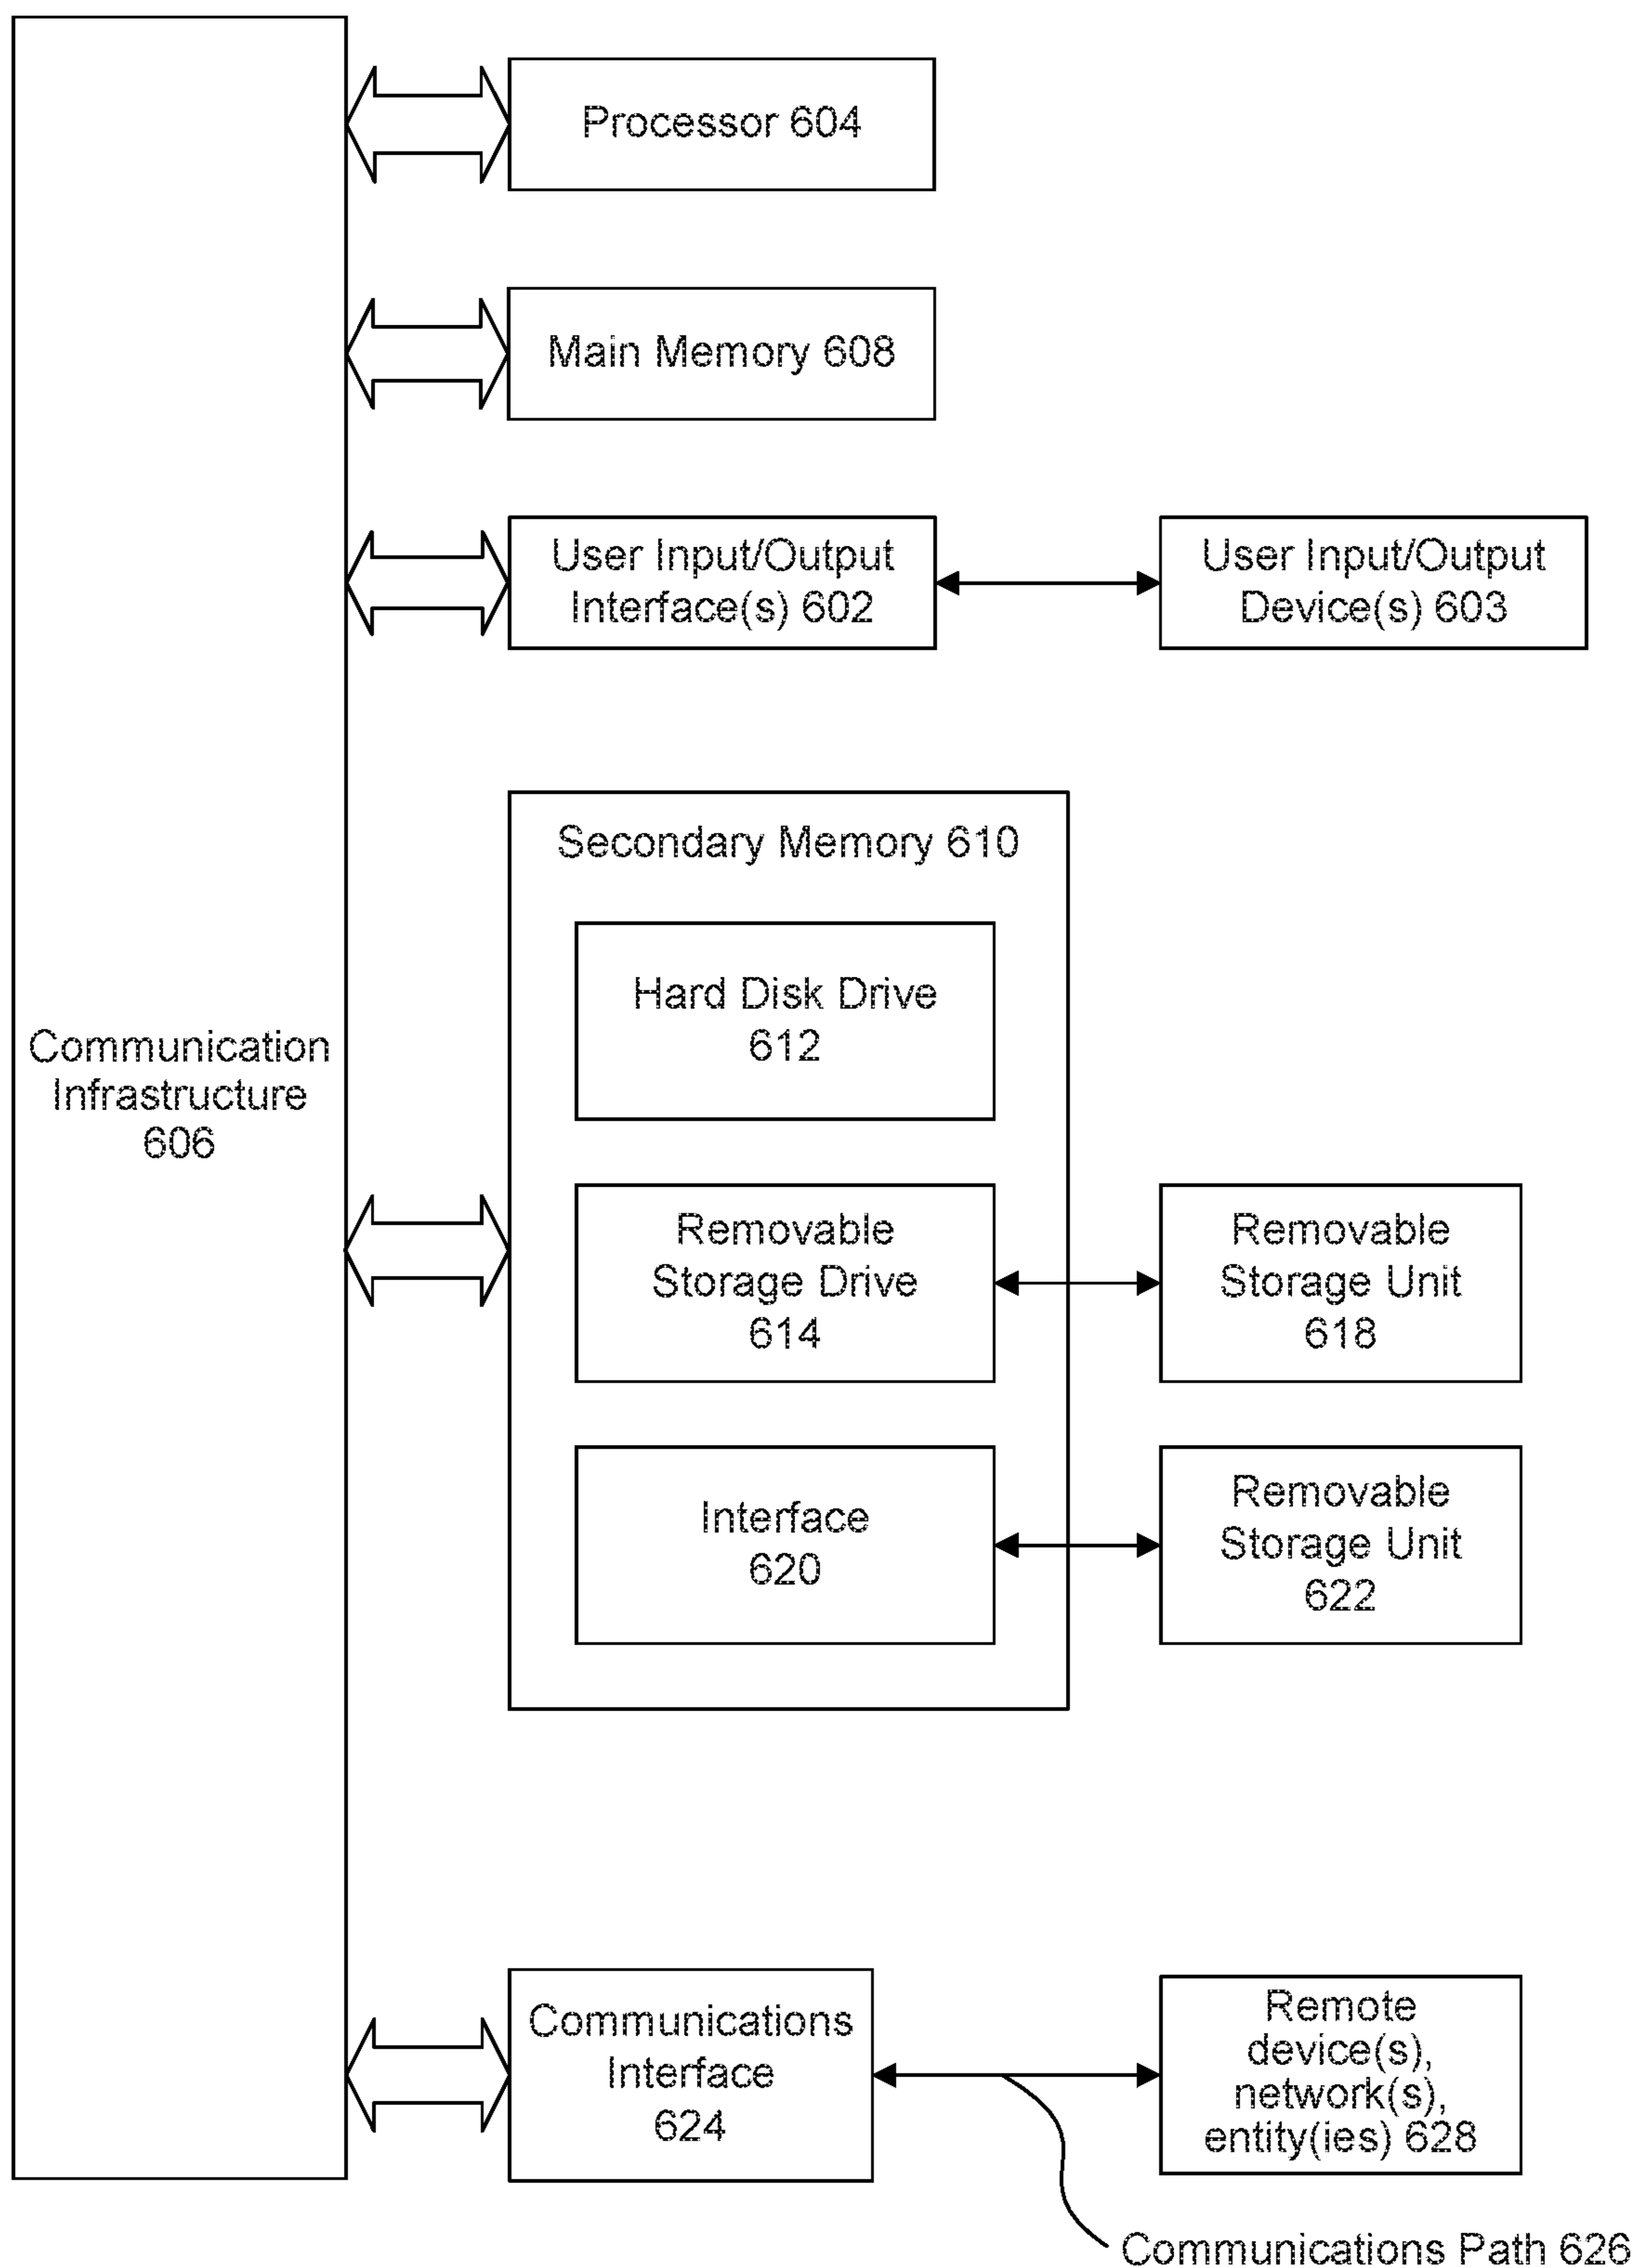 Processor 604
Main Memory 608
User Input/Output
Interface(s) 602
User Input/Output
Device(s) 603
Secondary Memory 610
Hard Disk Drive
612
Communication
Infrastructure
606
Removable
Storage Drive
614
Removable
Storage Unit
618
Interface
620
Removable
Storage Unit
622
Communications
Interface
624
Remote
device(s),
network(s),
entity(ies) 628
Communications Path 626